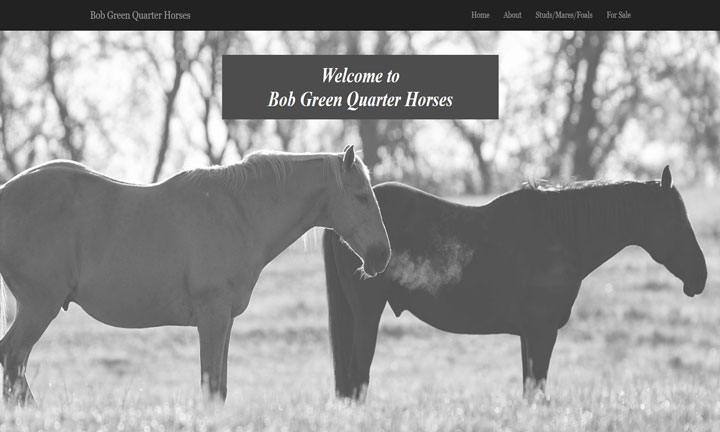 Bob Green Quarter Horses
Home About Studs/Mares/Foals For Sale
Welcome to
Bob Green Quarter Horses